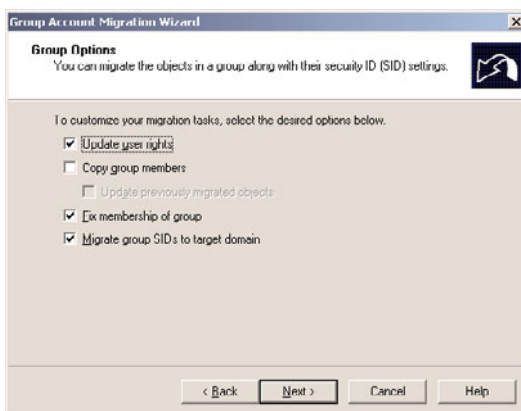 Group Account Migration Wizard
Group Options
You can migrate the objects in a group along with their security ID (SID) settings.
To customize your migration tasks, select the desired options below.
Update user rights
Copy group members
Update previously migrated objects
Fix membership of group
Migrate group SIDs to target domain
< Back
Next >
Cancel
Help